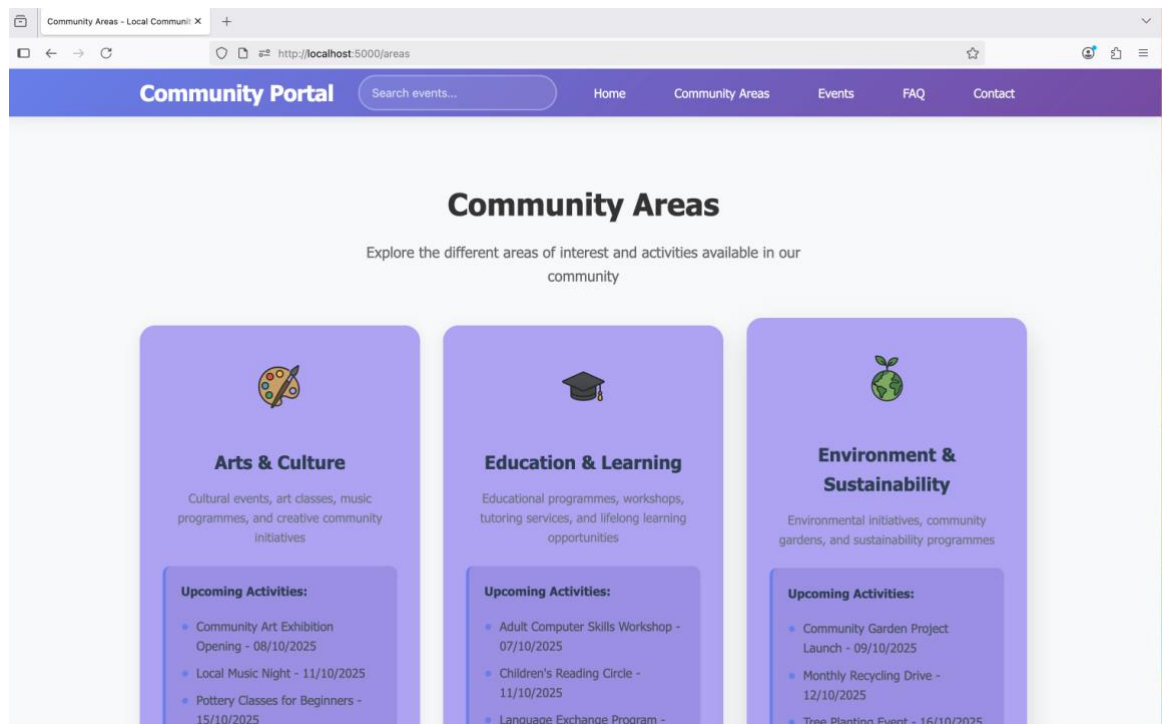 Community Areas - Local Communit
http://localhost:5000/areas
Community Portal
Search events...
Home
Community Areas
Events
FAQ
Contact
Community Areas
Explore the different areas of interest and activities available in our
community
Arts & Culture
Cultural events, art classes, music
programmes, and creative community
initiatives
Upcoming Activities:
Community Art Exhibition
Opening - 08/10/2025
Local Music Night - 11/10/2025
Pottery Classes for Beginners -
15/10/2025
Education & Learning
Educational programmes, workshops,
tutoring services, and lifelong learning
opportunities
Upcoming Activities:
Adult Computer Skills Workshop -
07/10/2025
Children's Reading Circle -
11/10/2025
Language Exchange Program -
Environment &
Sustainability
Environmental initiatives, community
gardens, and sustainability programmes
Upcoming Activities:
Community Garden Project
Launch - 09/10/2025
Monthly Recycling Drive -
12/10/2025
Tree Planting Event - 16/10/2025